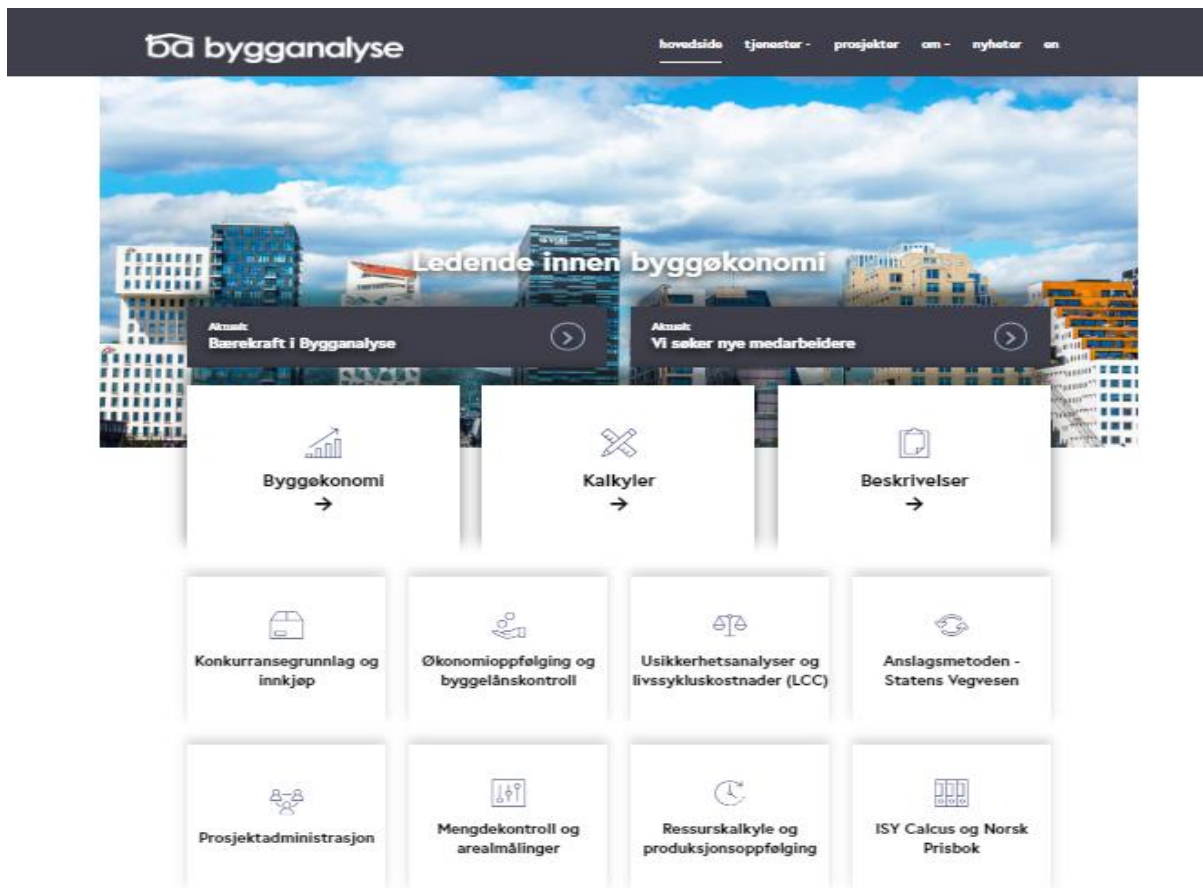 ba bygganalyse
hovedside tjenester - prosjekter om - nyheter en
Ledende innen byggøkonomi
Aktuelt:
Bærekraft i Bygganalyse
Aktuelt:
Vi søker nye medarbeidere
Byggøkonomi
Kalkyler
Beskrivelser
Konkurransegrunnlag og
innkjøp
Økonomioppfølging og
byggelånskontroll
Usikkerhetsanalyser og
livssykluskostnader (LCC)
Anslagsmetoden -
Statens Vegvesen
Prosjektadministrasjon
Mengdekontroll og
arealmålinger
Ressurskalkyle og
produksjonsoppfølging
ISY Calcus og Norsk
Prisbok